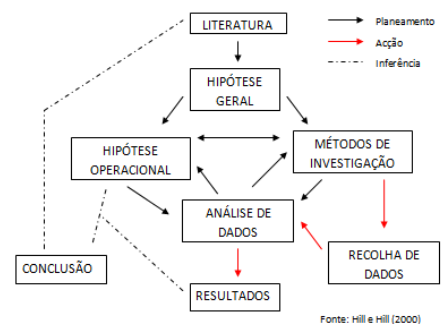 LITERATURA
Planeamento
Acção
Inferência
HIPÓTESE
GERAL
HIPÓTESE
OPERACIONAL
MÉTODOS DE
INVESTIGAÇÃO
ANÁLISE DE
DADOS
CONCLUSÃO
RECOLHA DE
DADOS
RESULTADOS
Fonte: Hill e Hill (2000)